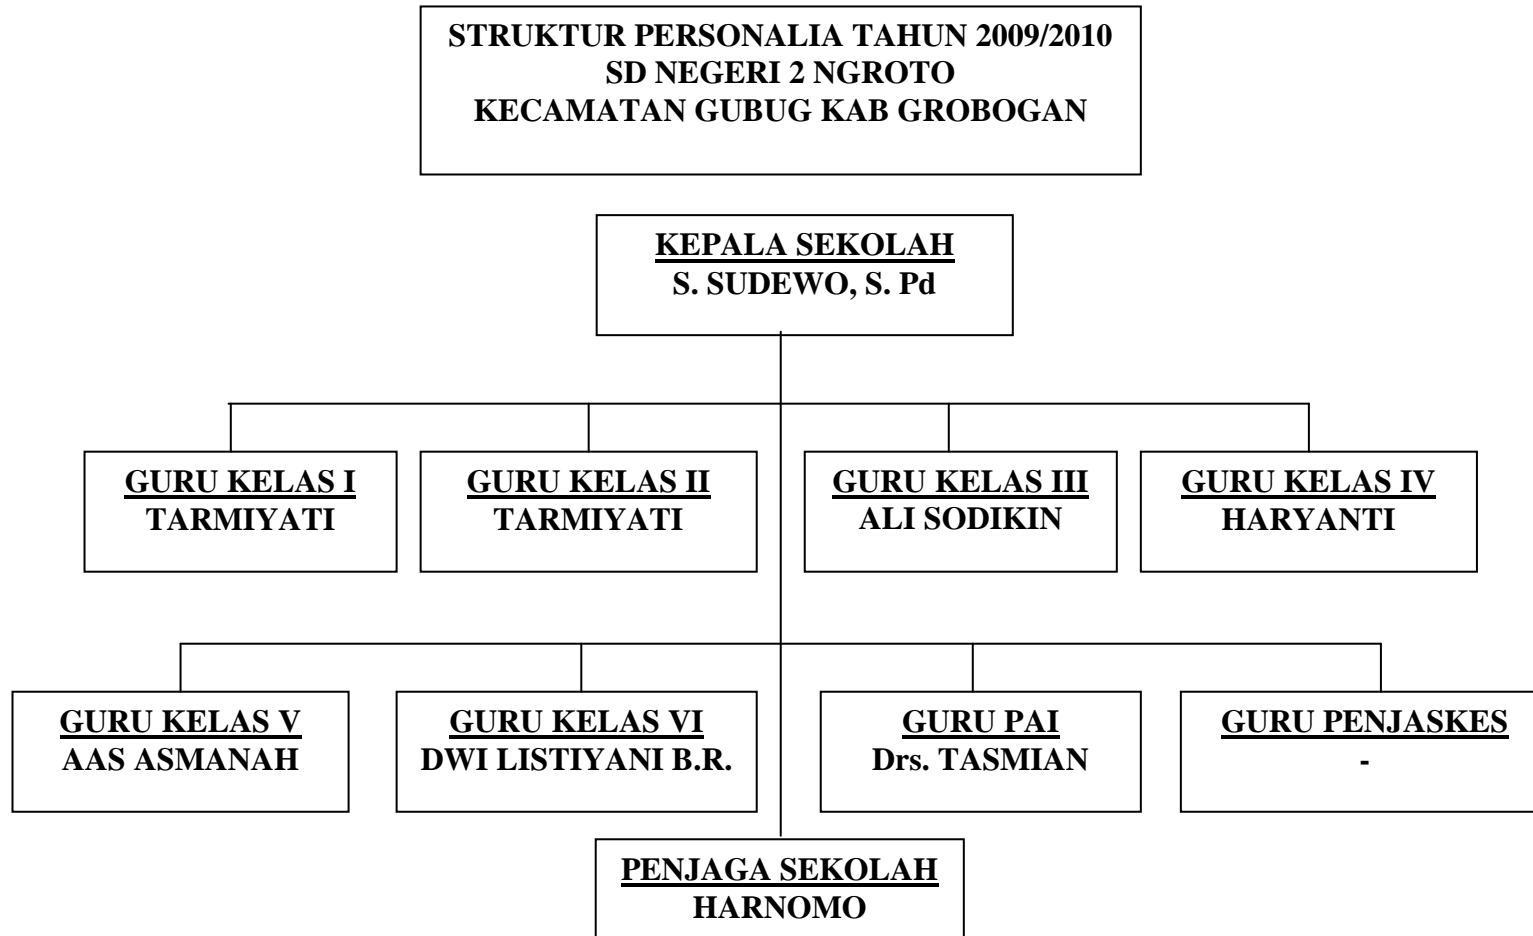 STRUKTUR PERSONALIA TAHUN 2009/2010
SD NEGERI 2 NGROTO
KECAMATAN GUBUG KAB GROBOGAN
KEPALA SEKOLAH
S. SUDEWO, S. Pd
GURU KELAS I
TARMIYATI
GURU KELAS II
TARMIYATI
GURU KELAS III
ALI SODIKIN
GURU KELAS IV
HARYANTI
GURU KELAS V
AAS ASMANAH
GURU KELAS VI
DWI LISTIYANI B.R.
GURU PAI
Drs. TASMIAN
GURU PENJASKES
-
PENJAGA SEKOLAH
HARNOMO